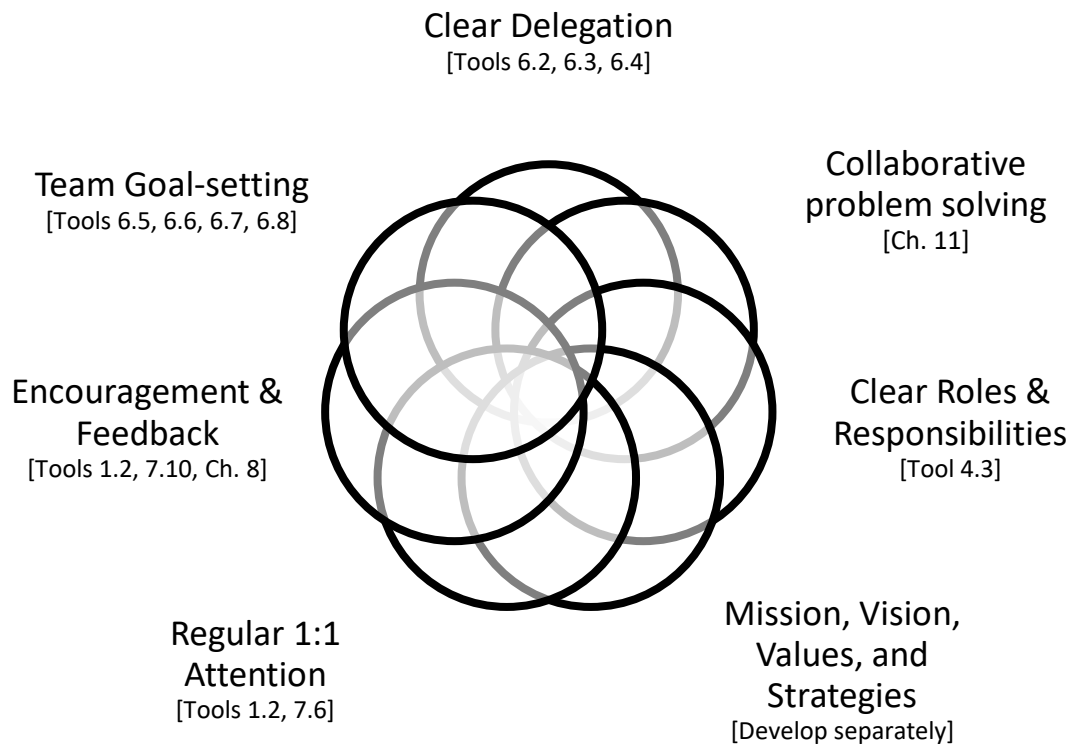 Clear Delegation
[Tools 6.2, 6.3, 6.4]
Collaborative
problem solving
[Ch. 11]
Clear Roles &
Responsibilities
[Tool 4.3]
Mission, Vision,
Values, and
Strategies
[Develop separately]
Regular 1:1
Attention
[Tools 1.2, 7.6]
Encouragement &
Feedback
[Tools 1.2, 7.10, Ch. 8]
Team Goal-setting
[Tools 6.5, 6.6, 6.7, 6.8]